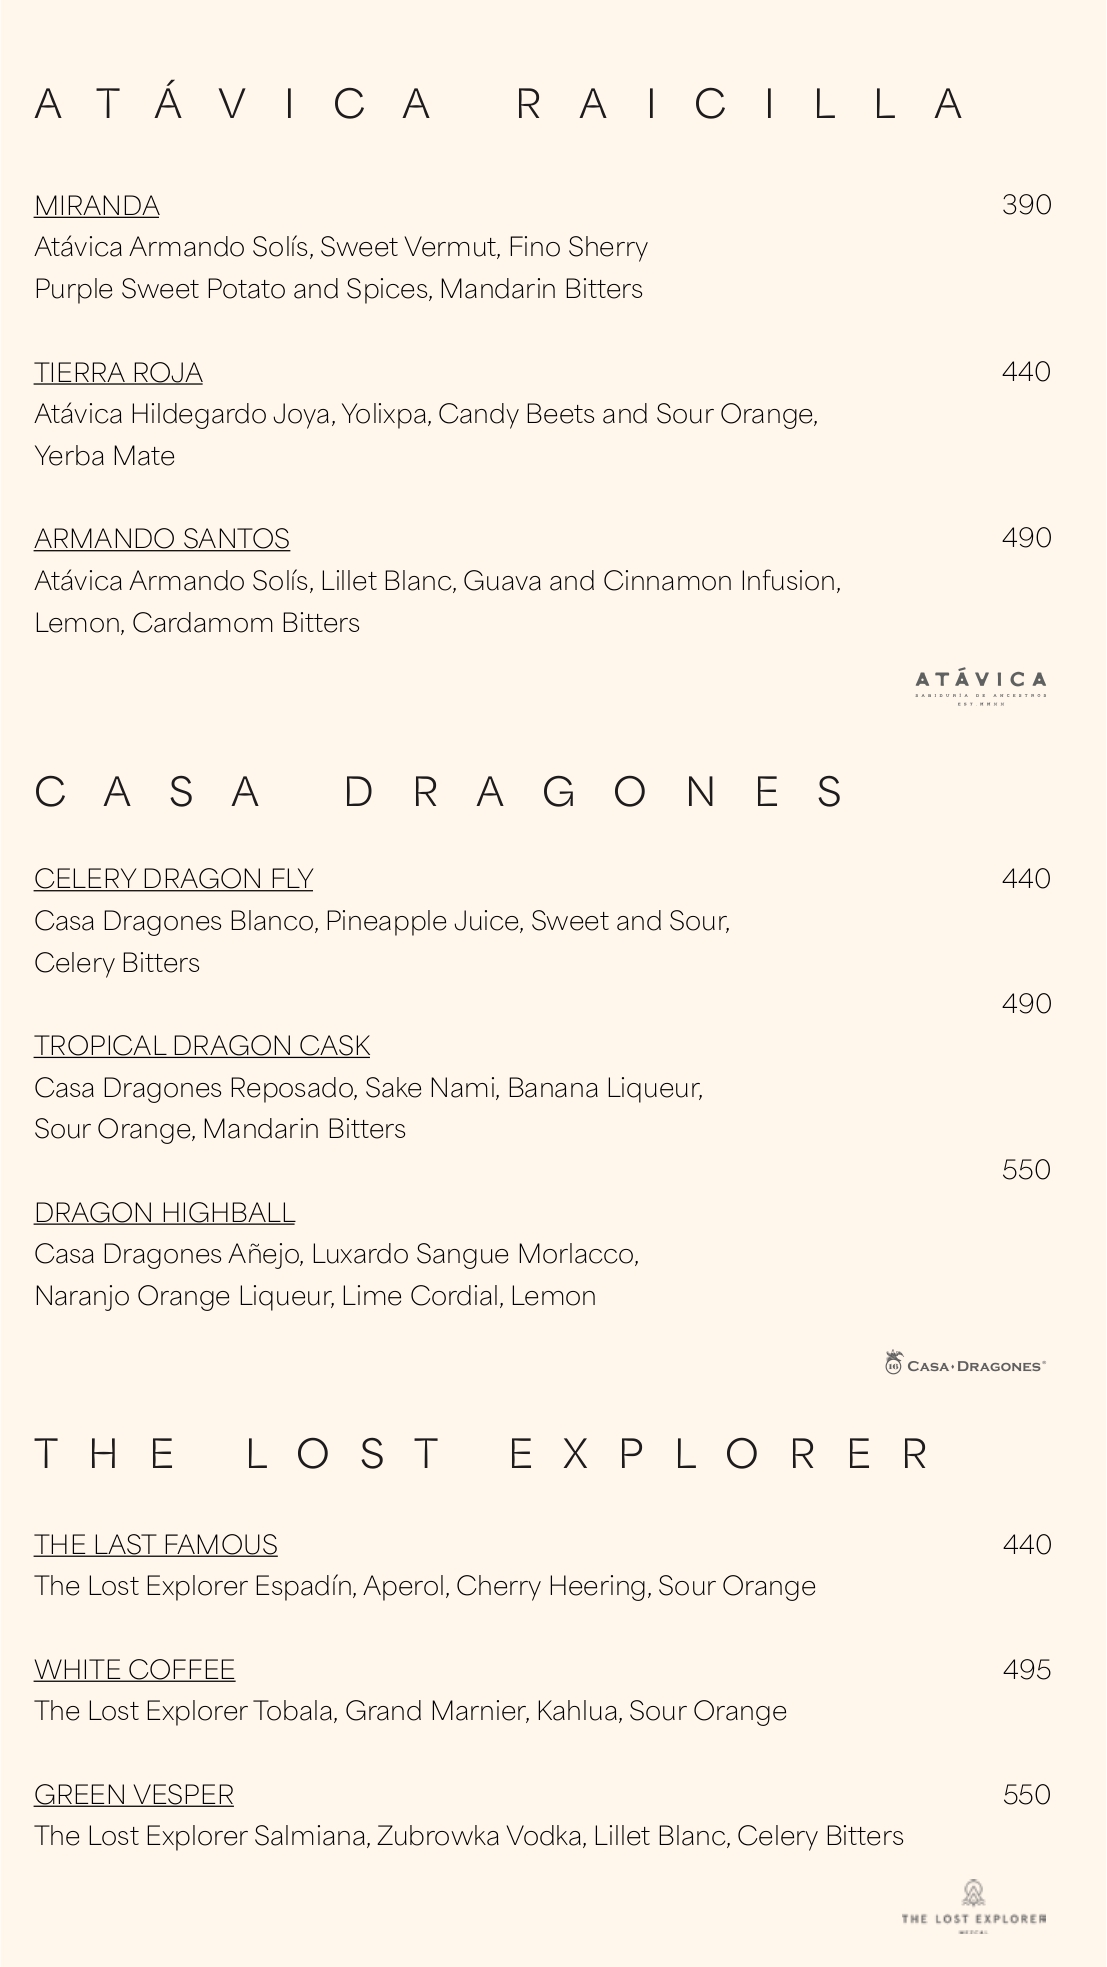 ATÁVICA RAICILLA
MIRANDA 390
Atávica Armando Solís, Sweet Vermut, Fino Sherry
Purple Sweet Potato and Spices, Mandarin Bitters
TIERRA ROJA 440
Atávica Hildegardo Joya, Yolixpa, Candy Beets and Sour Orange,
Yerba Mate
ARMANDO SANTOS 490
Atávica Armando Solís, Lillet Blanc, Guava and Cinnamon Infusion,
Lemon, Cardamom Bitters
ATÁVICA
SABIDURÍA DE ANCESTROS
EST MMXX
CASA DRAGONES
CELERY DRAGON FLY 440
Casa Dragones Blanco, Pineapple Juice, Sweet and Sour,
Celery Bitters
490
TROPICAL DRAGON CASK
Casa Dragones Reposado, Sake Nami, Banana Liqueur,
Sour Orange, Mandarin Bitters
550
DRAGON HIGHBALL
Casa Dragones Añejo, Luxardo Sangue Morlacco,
Naranjo Orange Liqueur, Lime Cordial, Lemon
16 CASA·DRAGONES®
THE LOST EXPLORER
THE LAST FAMOUS 440
The Lost Explorer Espadín, Aperol, Cherry Heering, Sour Orange
WHITE COFFEE 495
The Lost Explorer Tobala, Grand Marnier, Kahlua, Sour Orange
GREEN VESPER 550
The Lost Explorer Salmiana, Zubrowka Vodka, Lillet Blanc, Celery Bitters
THE LOST EXPLORER
MEZCAL